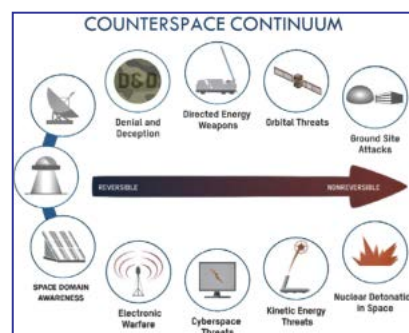 COUNTERSPACE CONTINUUM
D&D
Denial and
Deception
Directed Energy
Weapons
Orbital Threats
Ground Site
Attacks
REVERSIBLE
NONREVERSIBLE
SPACE DOMAIN
AWARENESS
Electronic
Warfare
Cyberspace
Threats
Kinetic Energy
Threats
Nuclear Detonation
in Space